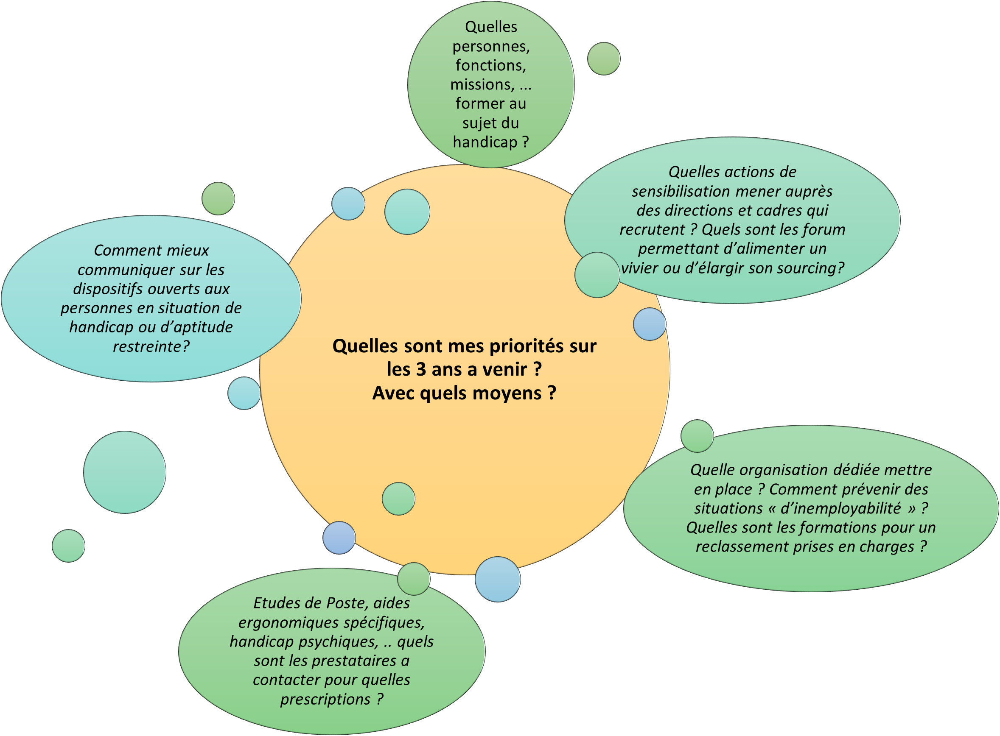 Quelles
personnes,
fonctions,
missions, ...
former au
sujet du
handicap ?
Quelles actions de
sensibilisation mener auprès
des directions et cadres qui
recrutent ? Quels sont les forum
permettant d’alimenter un
vivier ou d’élargir son sourcing?
Comment mieux
communiquer sur les
dispositifs ouverts aux
personnes en situation de
handicap ou d’aptitude
restreinte?
Quelles sont mes priorités sur
les 3 ans a venir ?
Avec quels moyens ?
Quelle organisation dédiée mettre
en place ? Comment prévenir des
situations « d’inemployabilité » ?
Quelles sont les formations pour un
reclassement prises en charges ?
Etudes de Poste, aides
ergonomiques spécifiques,
handicap psychiques, .. quels
sont les prestataires a
contacter pour quelles
prescriptions ?